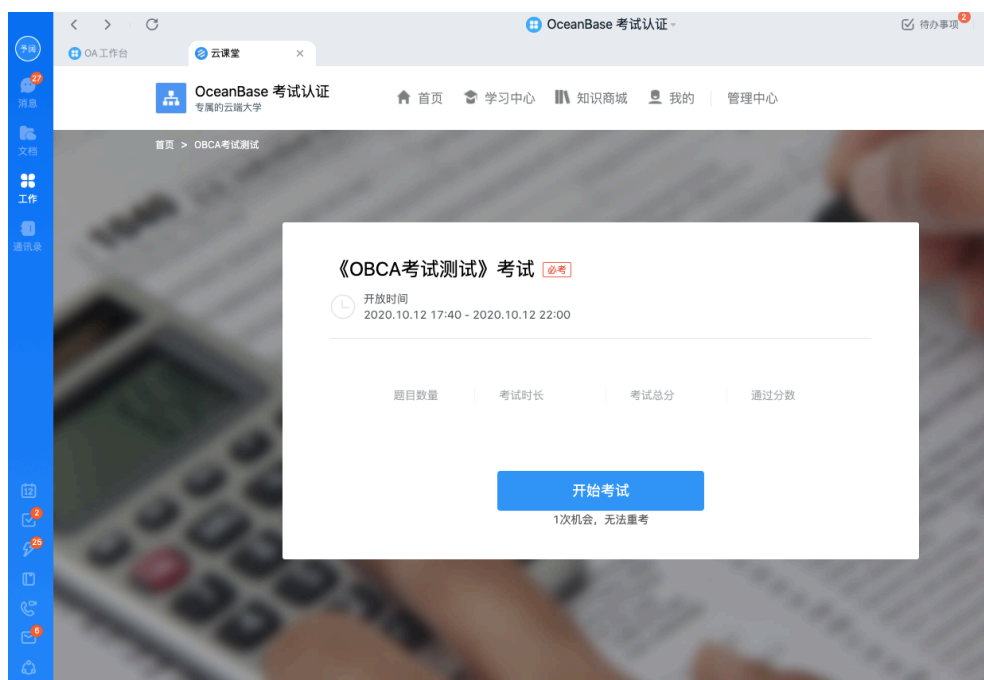 OceanBase 考试认证
待办事项
2
予闲
OA 工作台
云课堂
27
消息
文档
工作
通讯录
OceanBase 考试认证
专属的云端大学
首页
学习中心
知识商城
我的
管理中心
首页 > OBCA考试测试
1040
《OBCA考试测试》考试 必考
开放时间
2020.10.12 17:40 - 2020.10.12 22:00
题目数量
考试时长
考试总分
通过分数
开始考试
1次机会，无法重考
12
2
25
6